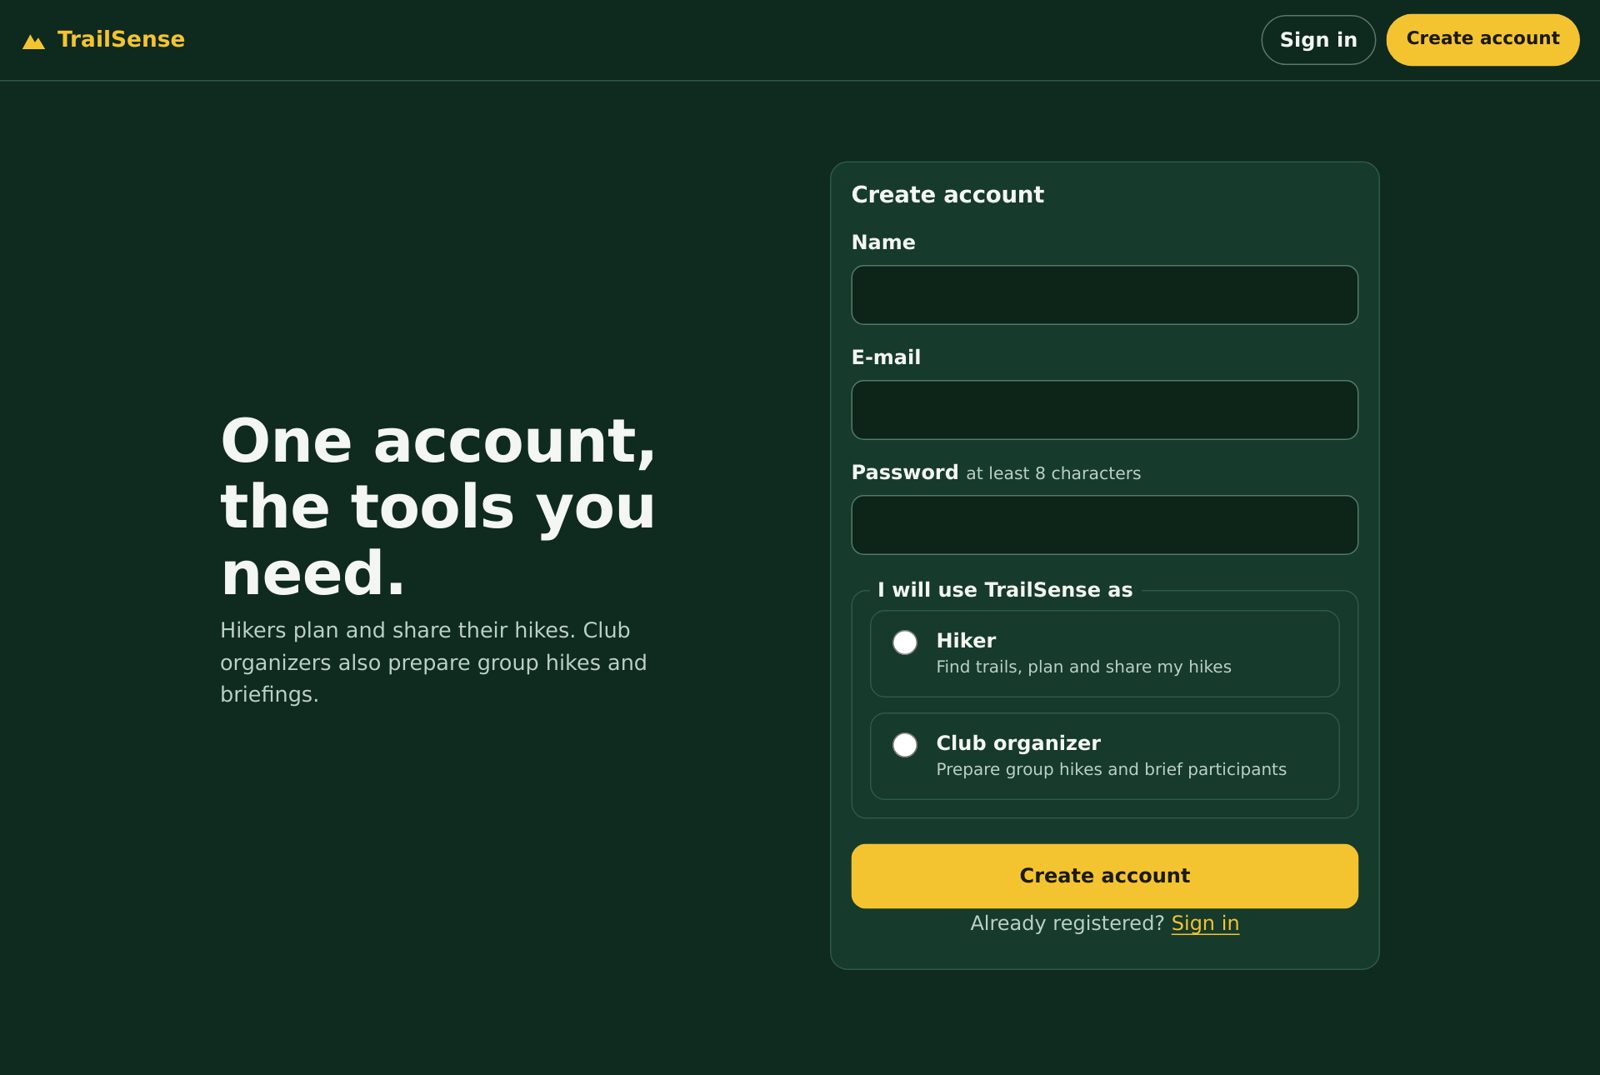 TrailSense
Sign in
Create account
One account,
the tools you
need.
Hikers plan and share their hikes. Club
organizers also prepare group hikes and
briefings.
Create account
Name
E-mail
Password at least 8 characters
I will use TrailSense as
Hiker
Find trails, plan and share my hikes
Club organizer
Prepare group hikes and brief participants
Create account
Already registered? Sign in